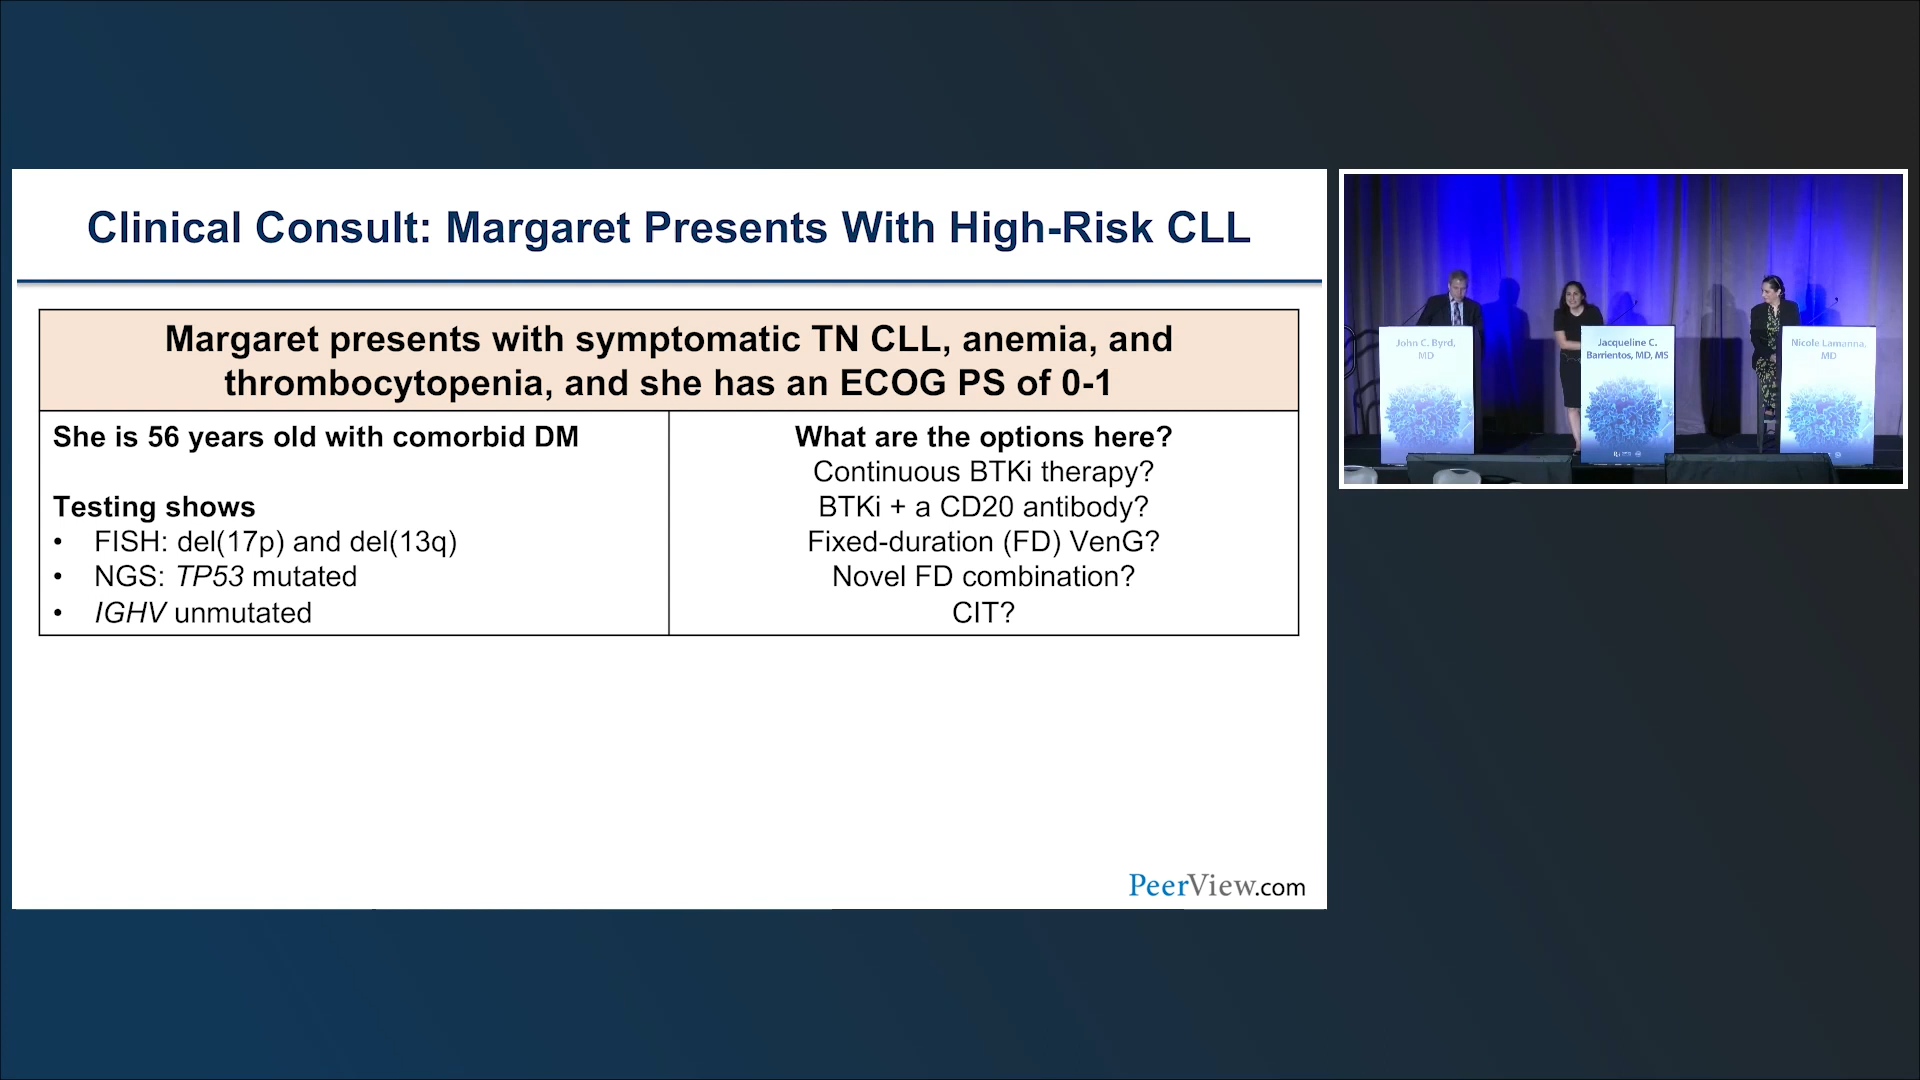 Clinical Consult: Margaret Presents With High-Risk CLL
Margaret presents with symptomatic TN CLL, anemia, and
thrombocytopenia, and she has an ECOG PS of 0-1
She is 56 years old with comorbid DM
Testing shows
• FISH: del(17p) and del(13q)
• NGS: TP53 mutated
• IGHV unmutated
What are the options here?
Continuous BTKi therapy?
BTKi + a CD20 antibody?
Fixed-duration (FD) VenG?
Novel FD combination?
CIT?
PeerView.com
John C. Byrd,
MD
Jacqueline C.
Barrientos, MD, MS
Nicole Lamanna,
MD